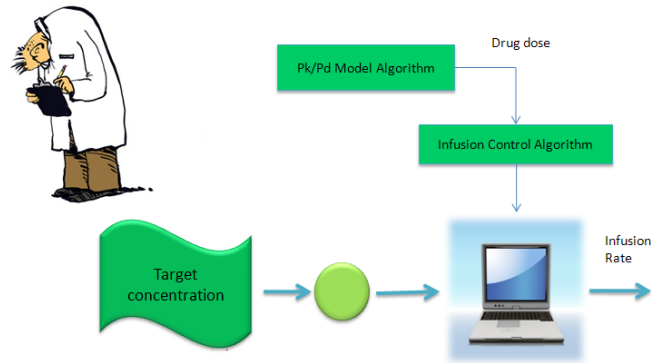 Drug dose
Pk/Pd Model Algorithm
Infusion Control Algorithm
Target
concentration
Infusion
Rate